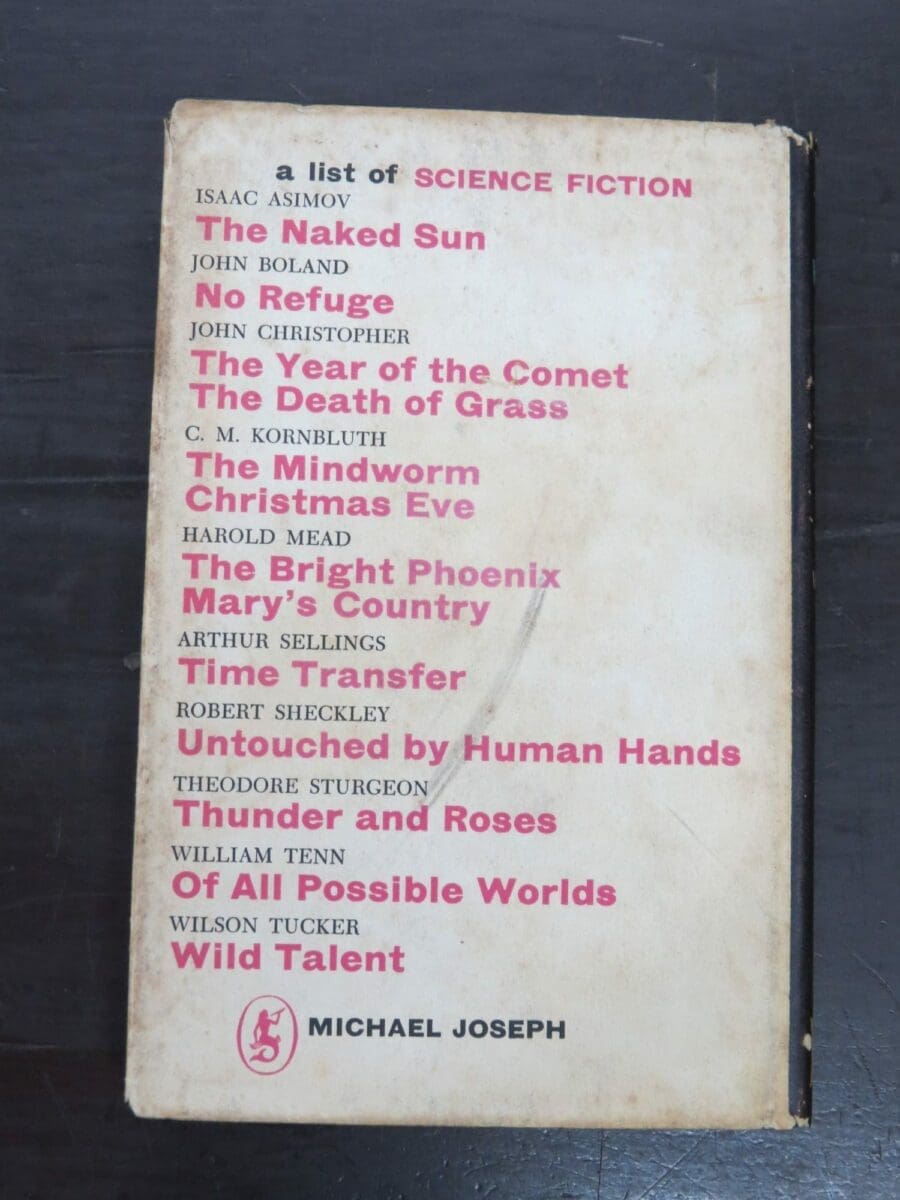 a list of SCIENCE FICTION
ISAAC ASIMOV
The Naked Sun
JOHN BOLAND
No Refuge
JOHN CHRISTOPHER
The Year of the Comet
The Death of Grass
C. M. KORNBLUTH
The Mindworm
Christmas Eve
HAROLD MEAD
The Bright Phoenix
Mary's Country
ARTHUR SELLINGS
Time Transfer
ROBERT SHECKLEY
Untouched by Human Hands
THEODORE STURGEON
Thunder and Roses
WILLIAM TENN
Of All Possible Worlds
WILSON TUCKER
Wild Talent
MICHAEL JOSEPH